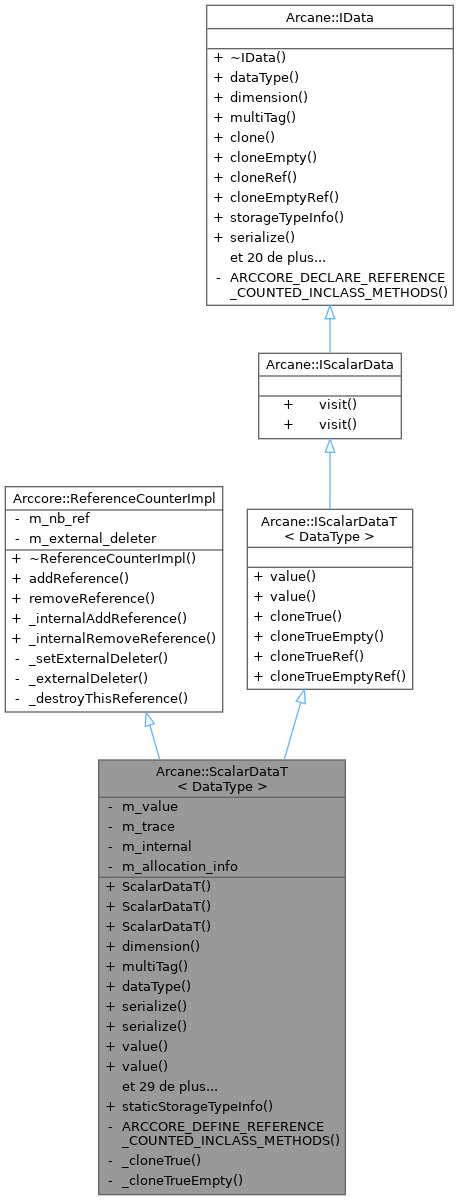 Arcane::IData
+ ~IData()
+ dataType()
+ dimension()
+ multiTag()
+ clone()
+ cloneEmpty()
+ cloneRef()
+ cloneEmptyRef()
+ storageTypeInfo()
+ serialize()
et 20 de plus...
- ARCCORE_DECLARE_REFERENCE
_COUNTED_INCLASS_METHODS()
Arcane::IScalarData
+ visit()
+ visit()
Arccore::ReferenceCounterImpl
- m_nb_ref
- m_external_deleter
+ ~ReferenceCounterImpl()
+ addReference()
+ removeReference()
+ _internalAddReference()
+ _internalRemoveReference()
- _setExternalDeleter()
- _externalDeleter()
- _destroyThisReference()
Arcane::IScalarDataT
< DataType >
+ value()
+ value()
+ cloneTrue()
+ cloneTrueEmpty()
+ cloneTrueRef()
+ cloneTrueEmptyRef()
Arcane::ScalarDataT
< DataType >
- m_value
- m_trace
- m_internal
- m_allocation_info
+ ScalarDataT()
+ ScalarDataT()
+ ScalarDataT()
+ dimension()
+ multiTag()
+ dataType()
+ serialize()
+ serialize()
+ value()
+ value()
et 29 de plus...
+ staticStorageTypeInfo()
- ARCCORE_DEFINE_REFERENCE
_COUNTED_INCLASS_METHODS()
- _cloneTrue()
- _cloneTrueEmpty()